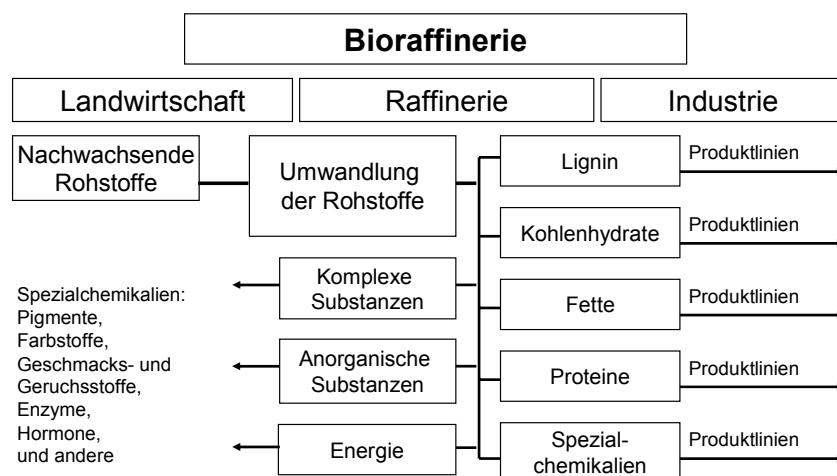 Bioraffinerie
Landwirtschaft
Raffinerie
Industrie
Nachwachsende
Rohstoffe
Umwandlung
der Rohstoffe
Lignin
Produktlinien
Kohlenhydrate
Produktlinien
Komplexe
Substanzen
Fette
Produktlinien
Anorganische
Substanzen
Proteine
Produktlinien
Energie
Spezial-
chemikalien
Produktlinien
Spezialchemikalien:
Pigmente,
Farbstoffe,
Geschmacks- und
Geruchsstoffe,
Enzyme,
Hormone,
und andere